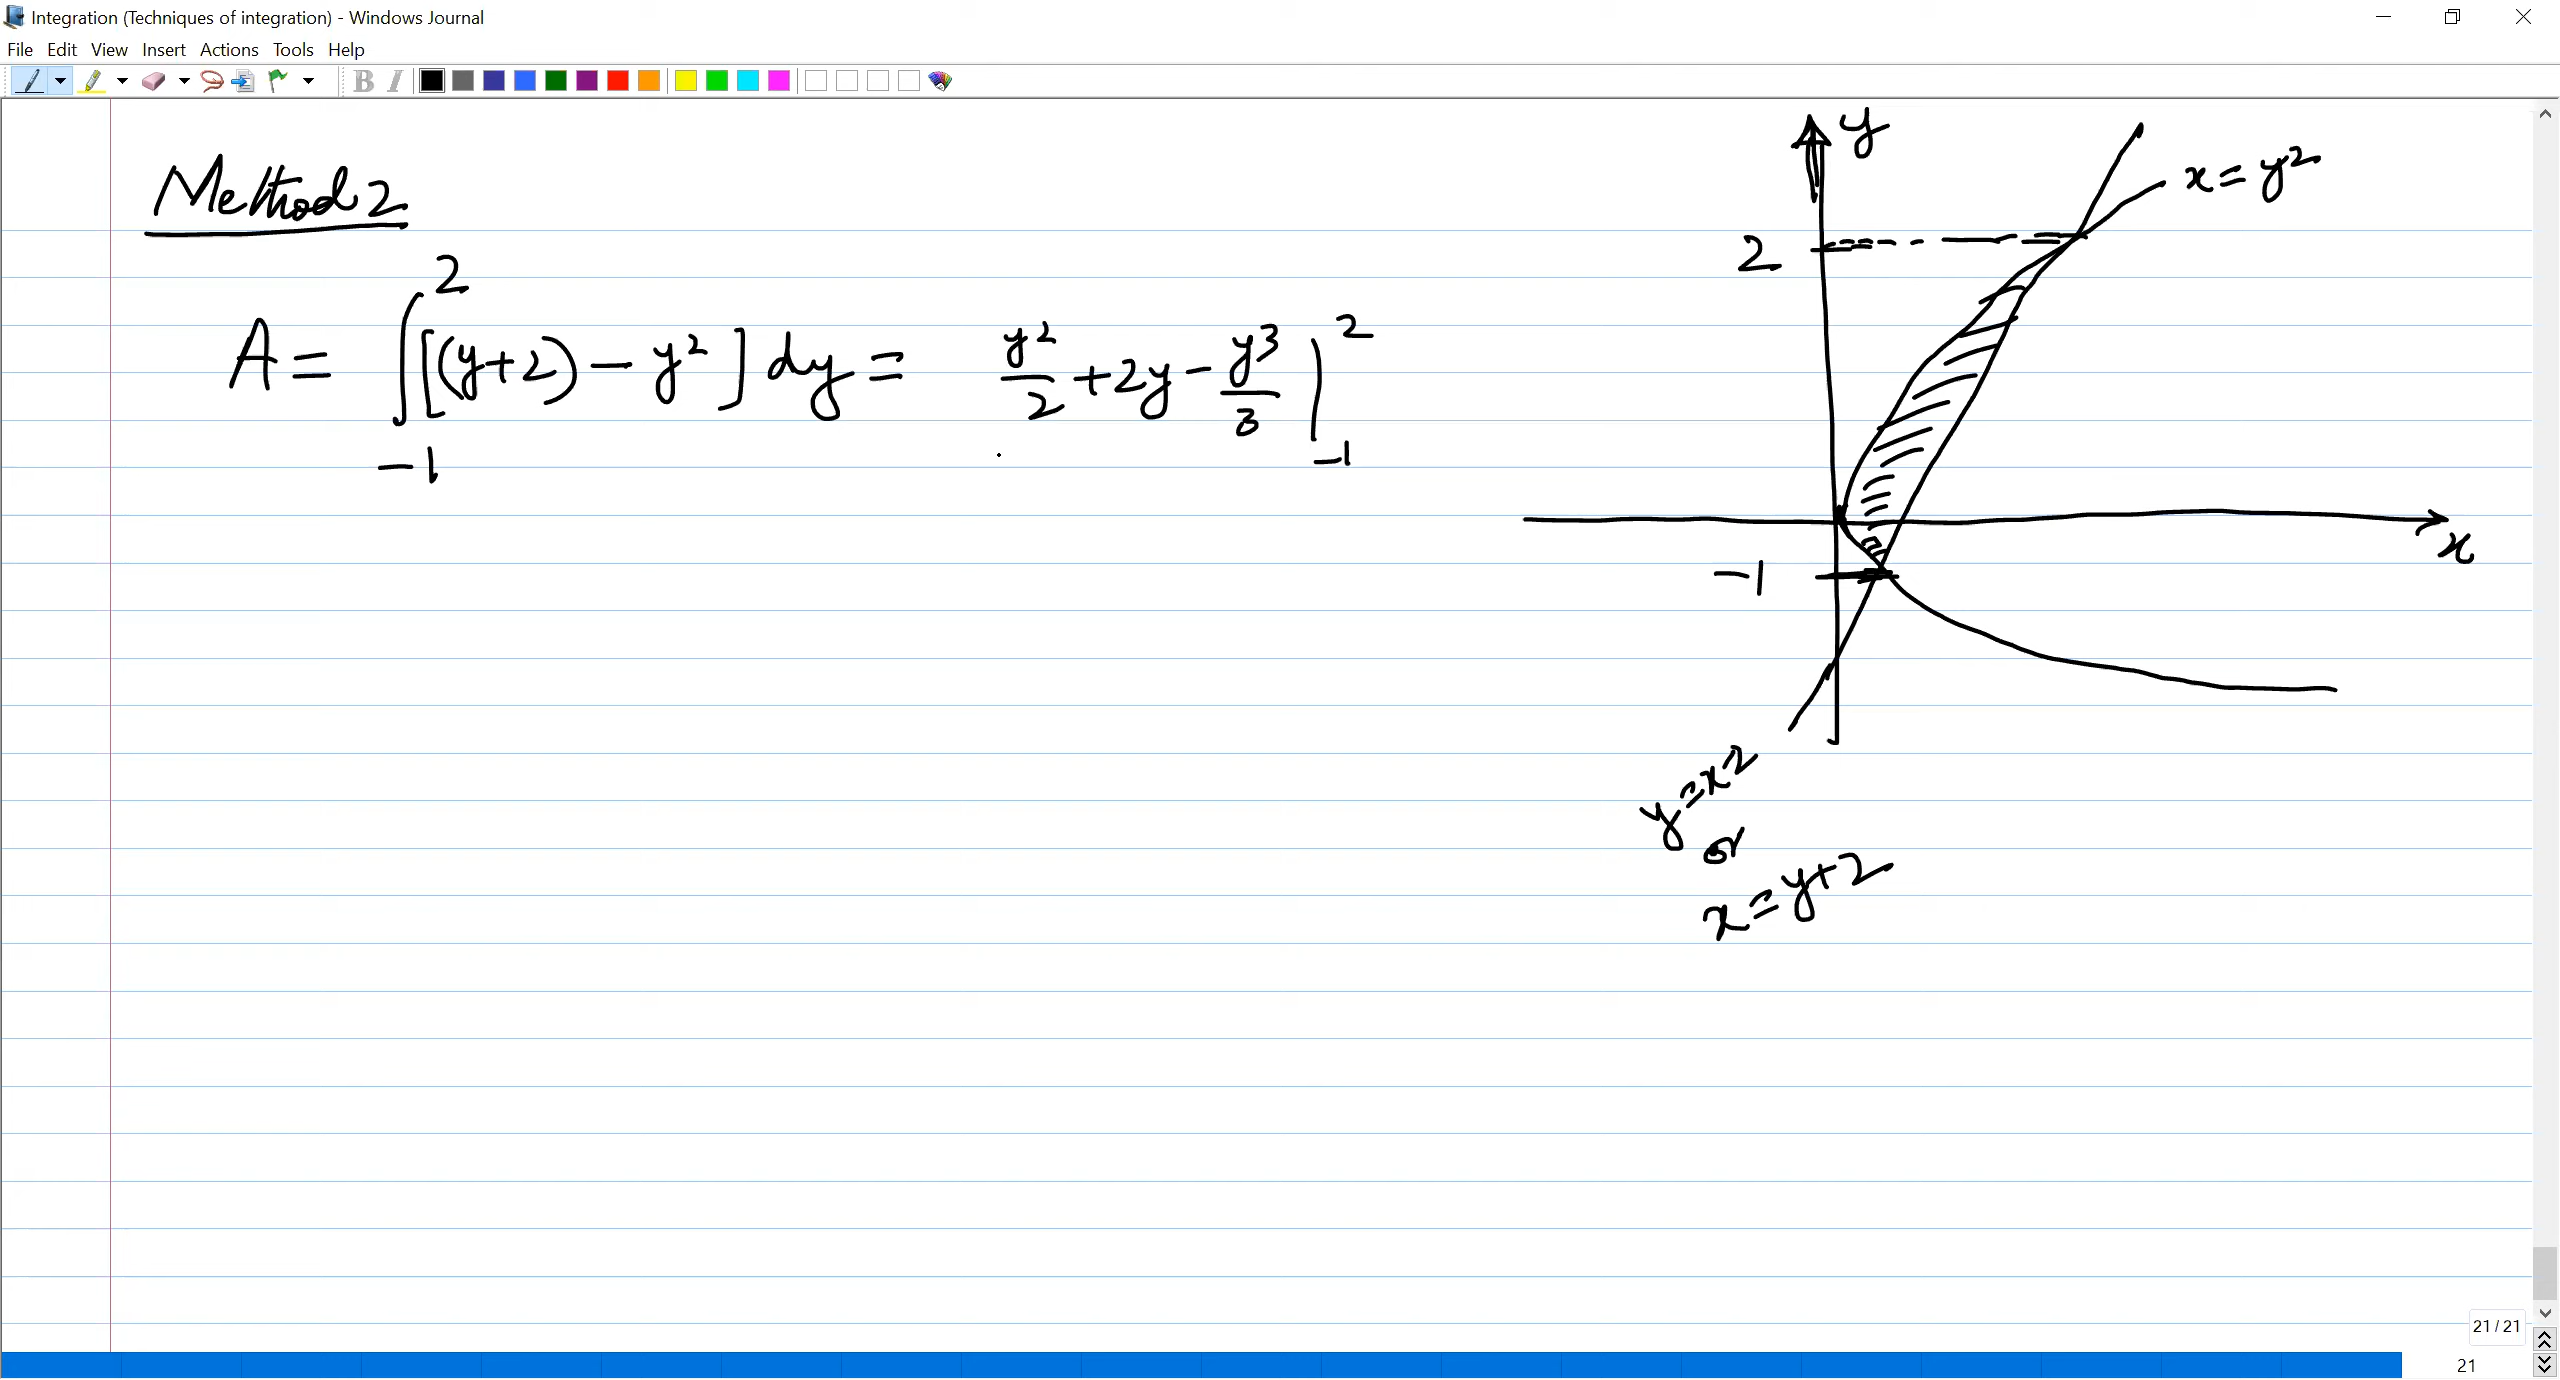 Integration (Techniques of integration) - Windows Journal
File Edit View Insert Actions Tools Help
B I
Method 2
A = ∫_{-1}^{2} [(y+2) - y²] dy = y²/2 + 2y - y³/3 |_{-1}^{2}
y
x = y²
2
x
-1
y = x 2
or
x = y+2
21 / 21
21